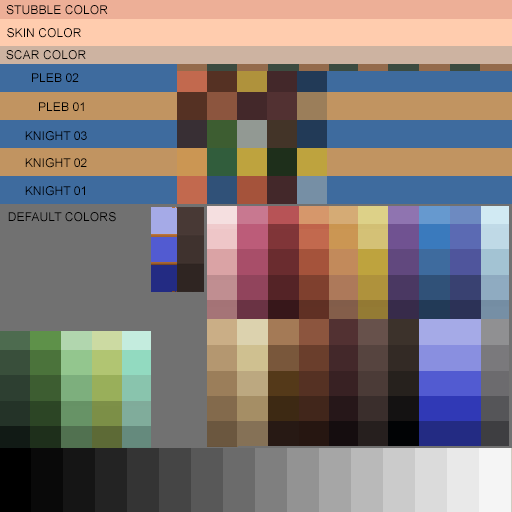 STUBBLE COLOR
SKIN COLOR
SCAR COLOR
PLEB 02
PLEB 01
KNIGHT 03
KNIGHT 02
KNIGHT 01
DEFAULT COLORS